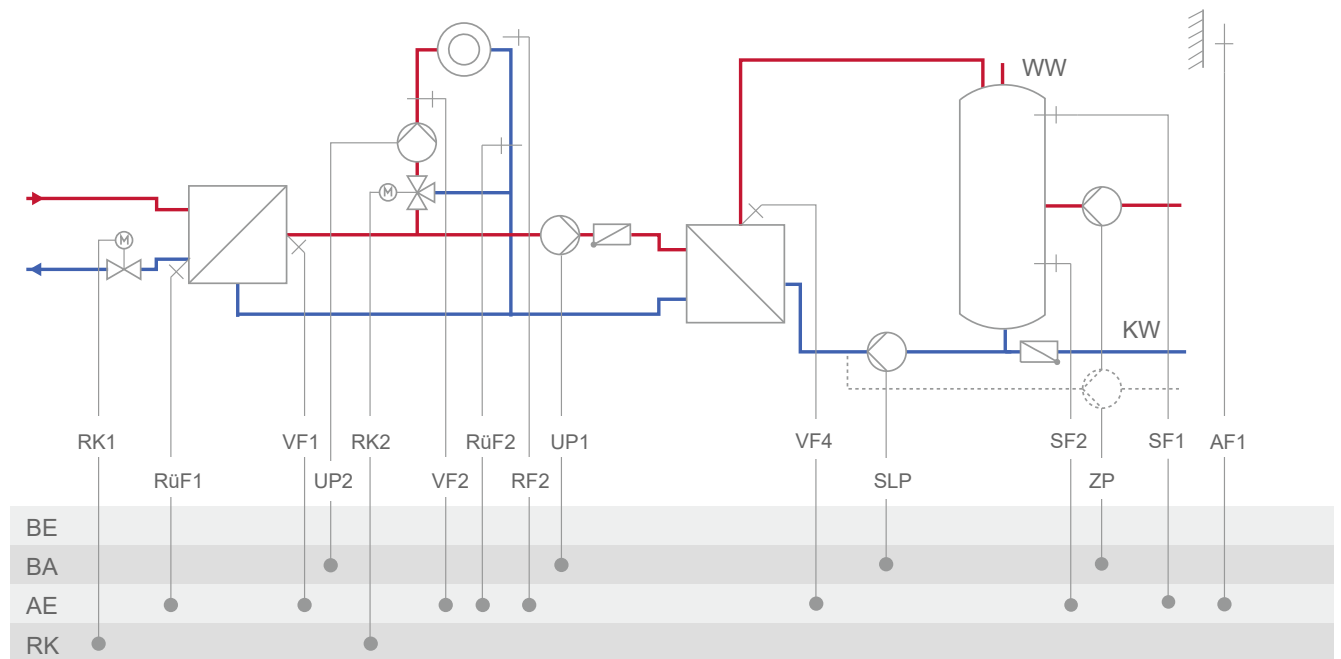 WW
M
M
KW
RK1 VF1 RK2 RüF2 UP1 VF4 SF2 SF1 AF1
RüF1 UP2 VF2 RF2 SLP ZP
BE
BA
AE
RK